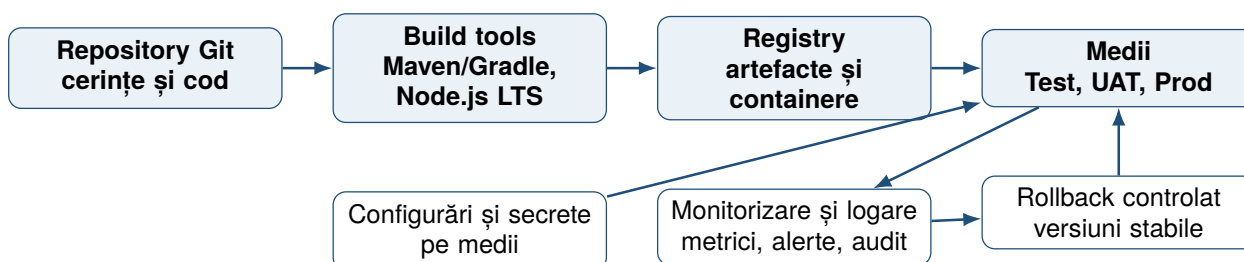 Repository Git
cerințe și cod
Build tools
Maven/Gradle,
Node.js LTS
Registry
artefacte și
containere
Medii
Test, UAT, Prod
Configurări și secrete
pe medii
Monitorizare și logare
metrici, alerte, audit
Rollback controlat
versiuni stabile